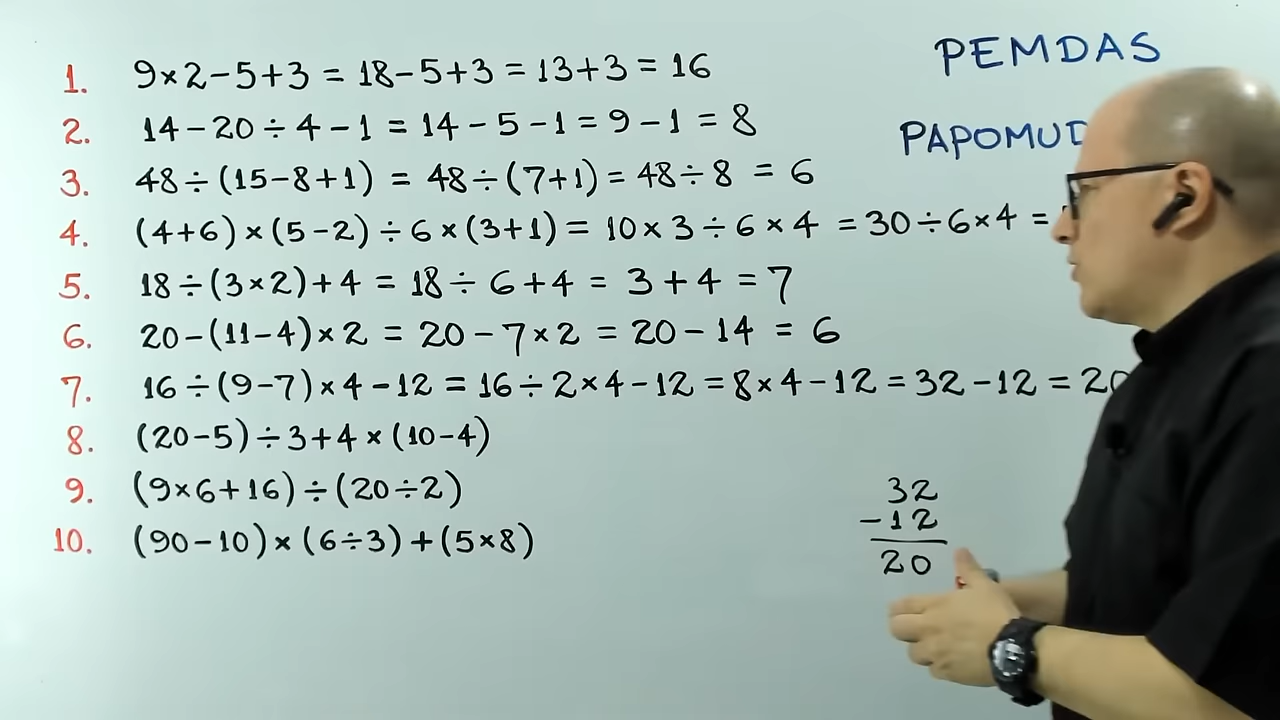 PEMDAS
PAPOMUD
1. 9×2-5+3 = 18-5+3 = 13+3 = 16
2. 14-20÷4-1 = 14-5-1 = 9-1 = 8
3. 48÷(15-8+1) = 48÷(7+1) = 48÷8 = 6
4. (4+6)×(5-2)÷6×(3+1) = 10×3÷6×4 = 30÷6×4 =
5. 18÷(3×2)+4 = 18÷6+4 = 3+4 = 7
6. 20-(11-4)×2 = 20-7×2 = 20-14 = 6
7. 16÷(9-7)×4-12 = 16÷2×4-12 = 8×4-12 = 32-12 = 20
8. (20-5)÷3+4×(10-4)
9. (9×6+16)÷(20÷2)
10. (90-10)×(6÷3)+(5×8)
32
-12
20